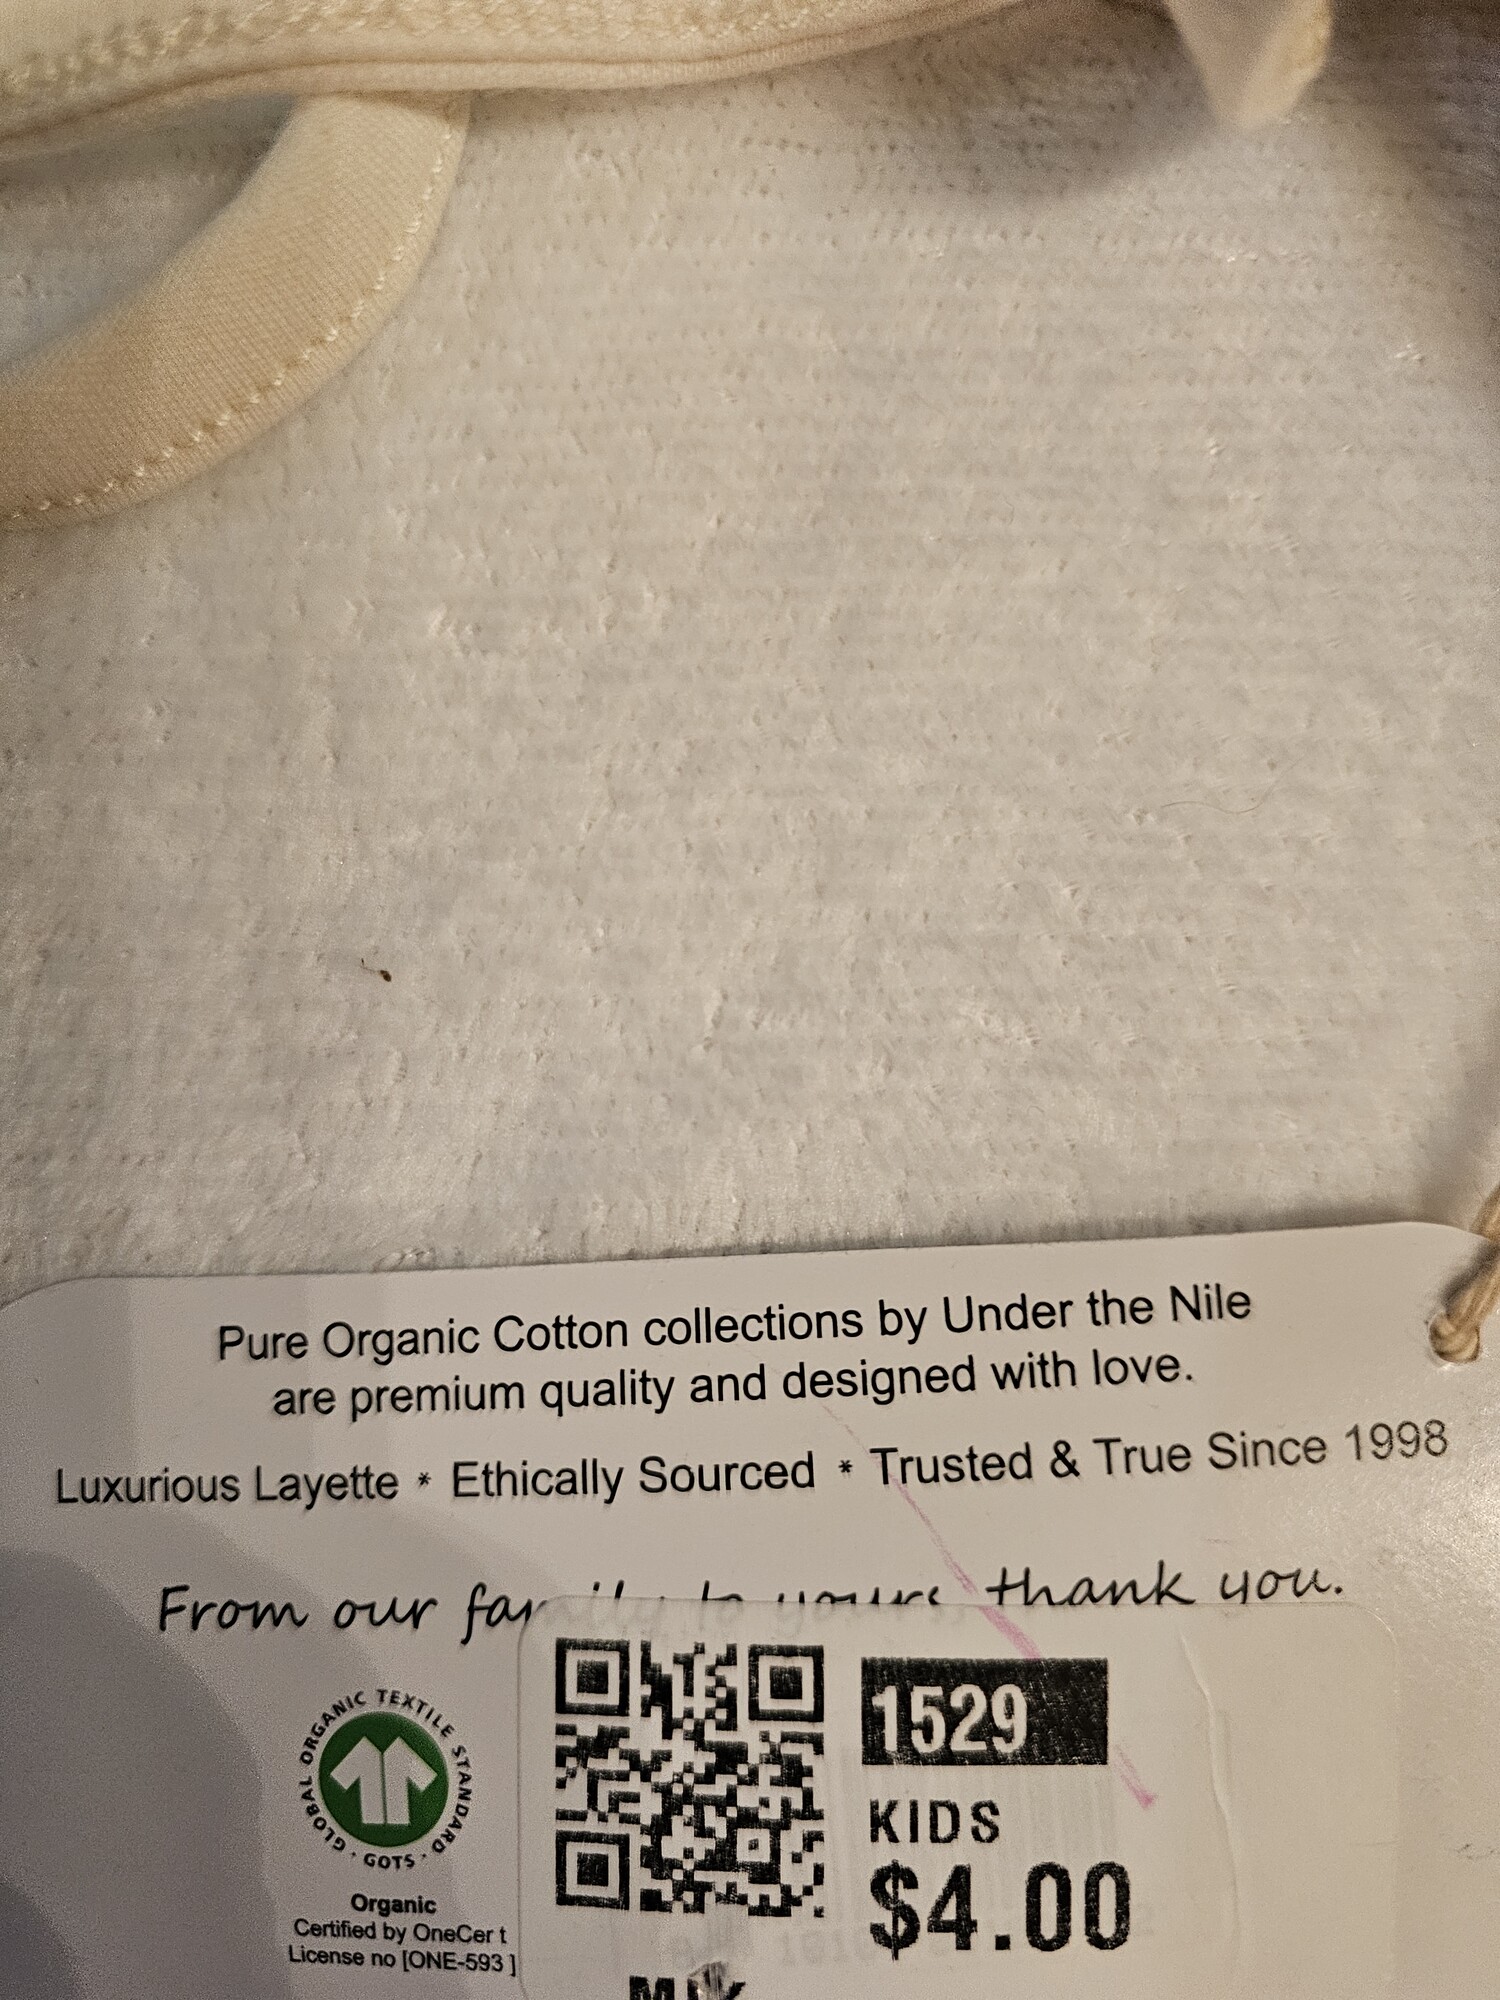 Pure Organic Cotton collections by Under the Nile
are premium quality and designed with love.
Luxurious Layette * Ethically Sourced * Trusted & True Since 1998
From our thank you.
GLOBAL ORGANIC TEXTILE STANDARD · GOTS ·
Organic
Certified by OneCer t
License no [ONE-593 ]
1529
KIDS
$4.00